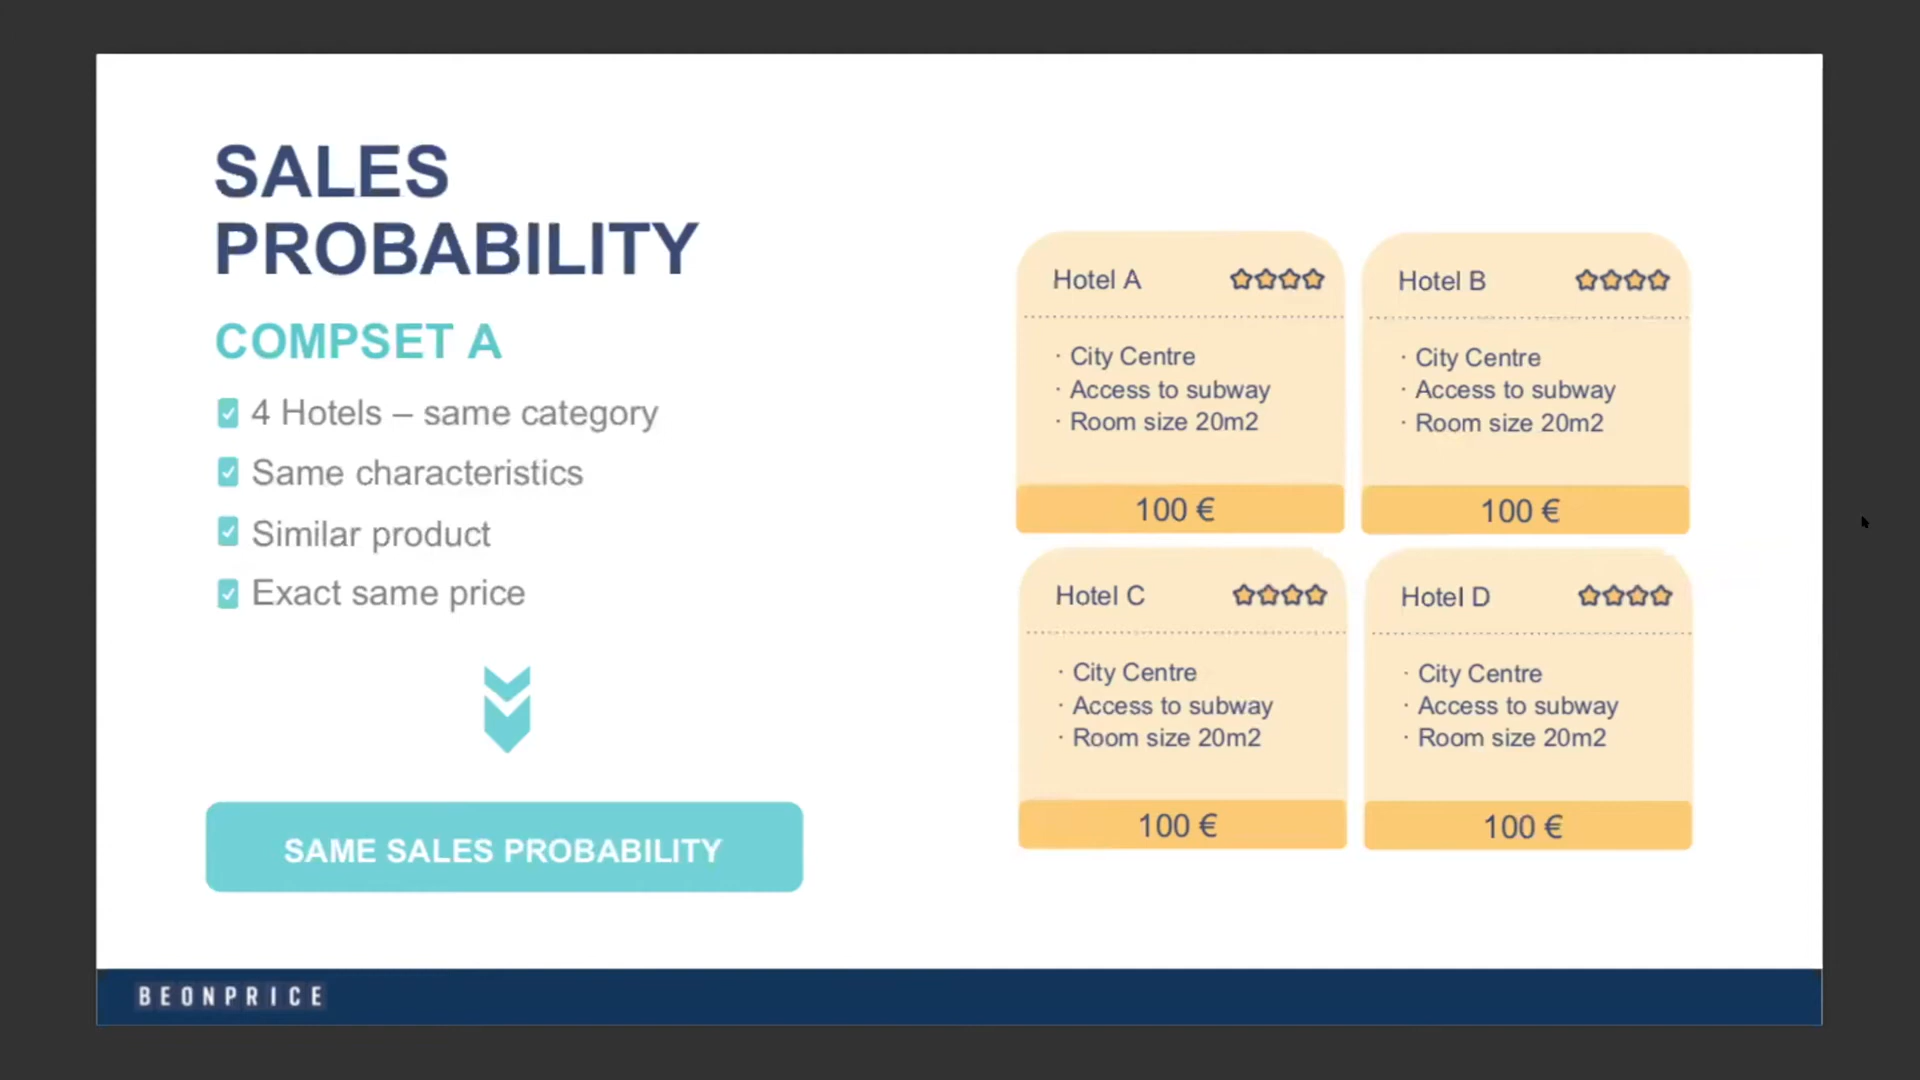 SALES
PROBABILITY
COMPSET A
4 Hotels – same category
Same characteristics
Similar product
Exact same price
SAME SALES PROBABILITY
Hotel A
· City Centre
· Access to subway
· Room size 20m2
100 €
Hotel B
· City Centre
· Access to subway
· Room size 20m2
100 €
Hotel C
· City Centre
· Access to subway
· Room size 20m2
100 €
Hotel D
· City Centre
· Access to subway
· Room size 20m2
100 €
BEONPRICE